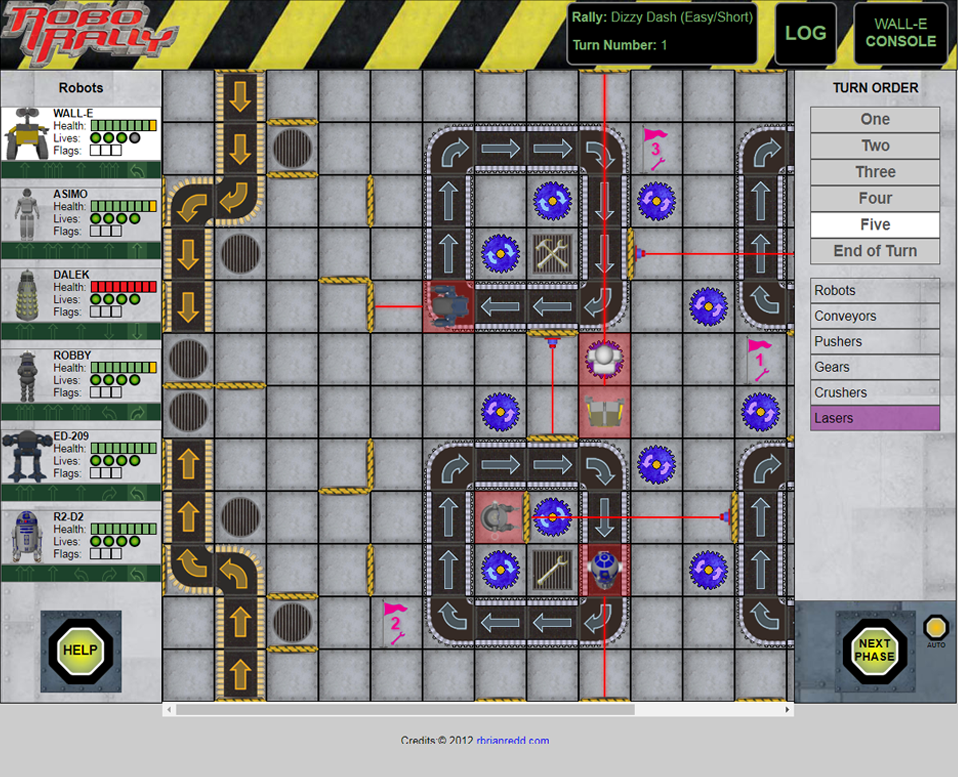 ROBO
RALLY
Rally: Dizzy Dash (Easy/Short)
Turn Number: 1
LOG
WALL-E
CONSOLE
Robots
WALL-E
Health:
Lives:
Flags:
ASIMO
Health:
Lives:
Flags:
DALEK
Health:
Lives:
Flags:
ROBBY
Health:
Lives:
Flags:
ED-209
Health:
Lives:
Flags:
R2-D2
Health:
Lives:
Flags:
HELP
3
1
2
TURN ORDER
One
Two
Three
Four
Five
End of Turn
Robots
Conveyors
Pushers
Gears
Crushers
Lasers
NEXT
PHASE
AUTO
Credits:© 2012 rbrianredd.com